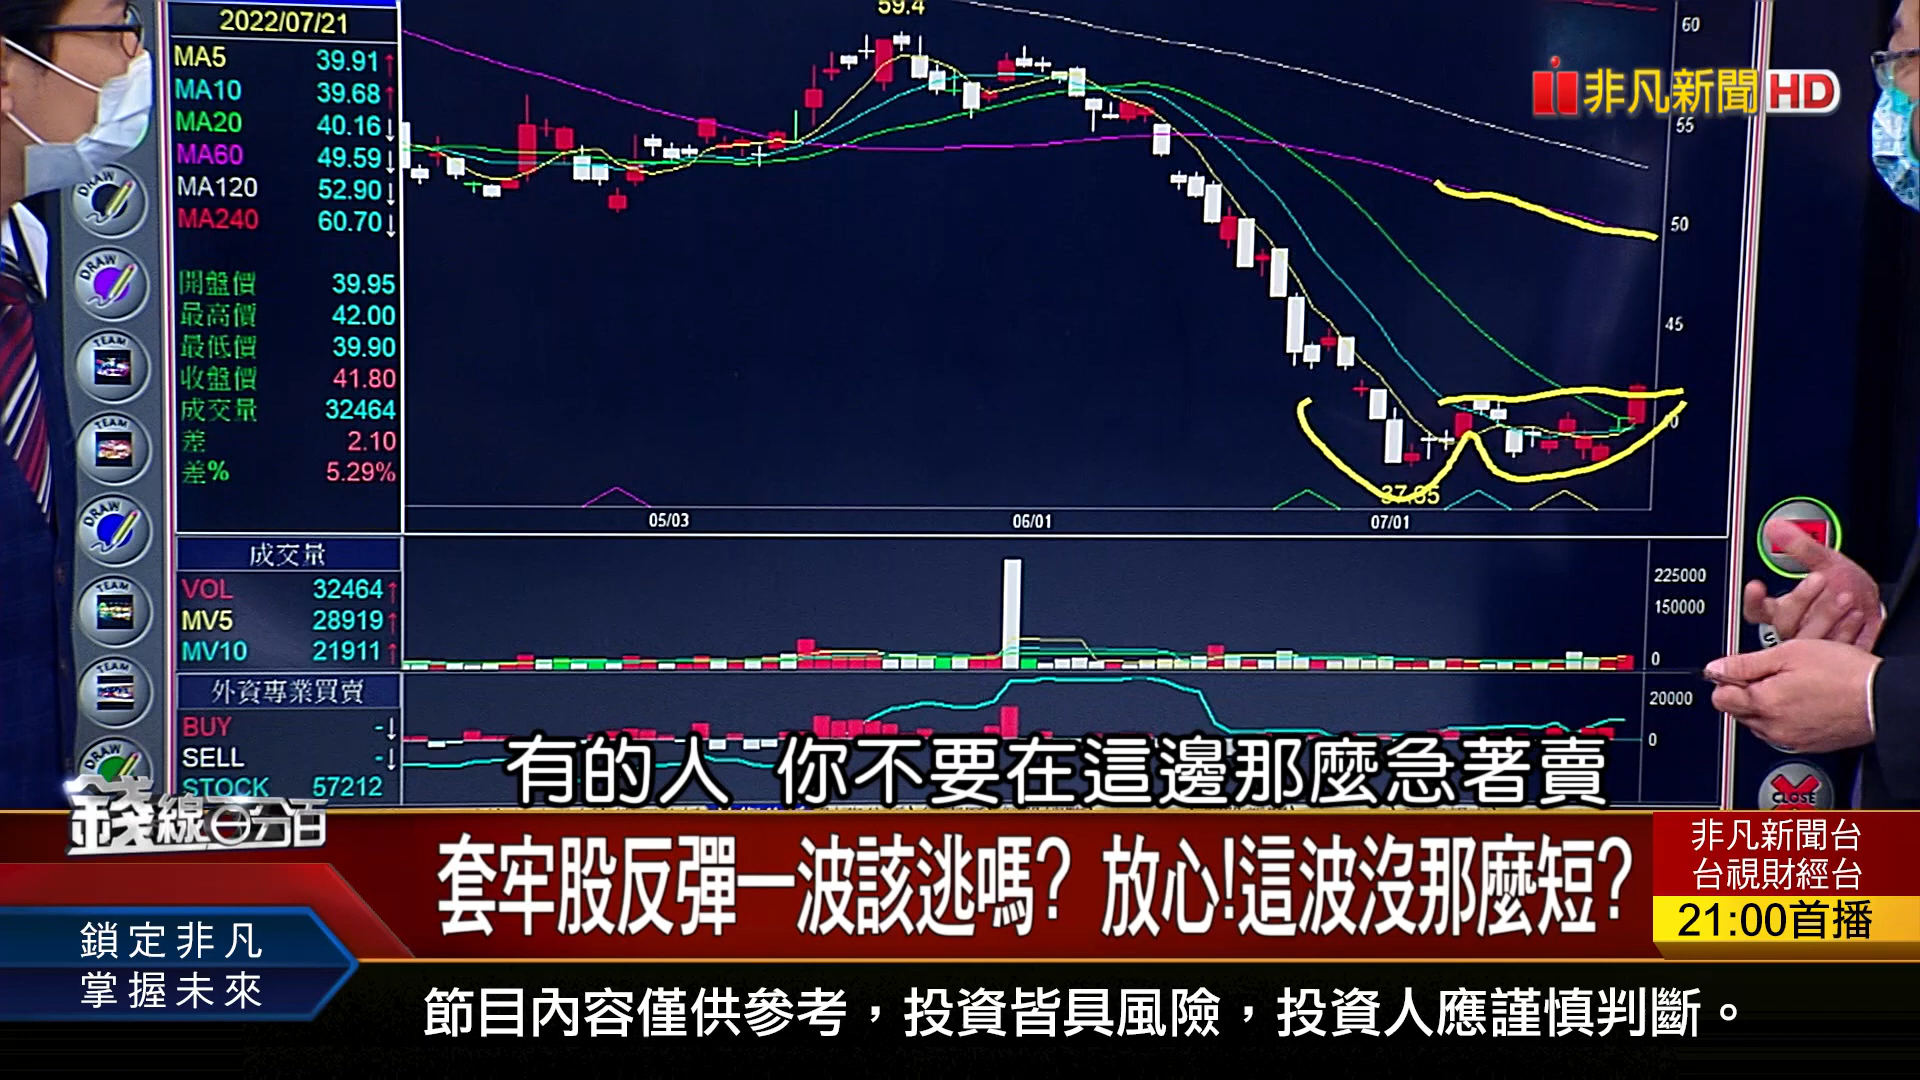 59.4
2022/07/21
MA5 39.91↑
MA10 39.68↑
MA20 40.16↓
MA60 49.59↓
MA120 52.90↓
MA240 60.70↓
開盤價 39.95
最高價 42.00
最低價 39.90
收盤價 41.80
成交量 32464
差 2.10
差% 5.29%
60
55
50
45
37.65
05/03 06/01 07/01
非凡新聞HD
DRAW
DRAW
TEAM
TEAM
DRAW
TEAM
TEAM
DRAW
成交量
VOL 32464↑
MV5 28919↑
MV10 21911↑
225000
150000
0
外資專業買賣
BUY -↓
SELL -↓
STOCK 57212
20000
0
CLOSE
有的人 你不要在這邊那麼急著賣
錢線百分百
套牢股反彈一波該逃嗎? 放心!這波沒那麼短?
非凡新聞台
台視財經台
21:00首播
鎖定非凡
掌握未來
節目內容僅供參考，投資皆具風險，投資人應謹慎判斷。